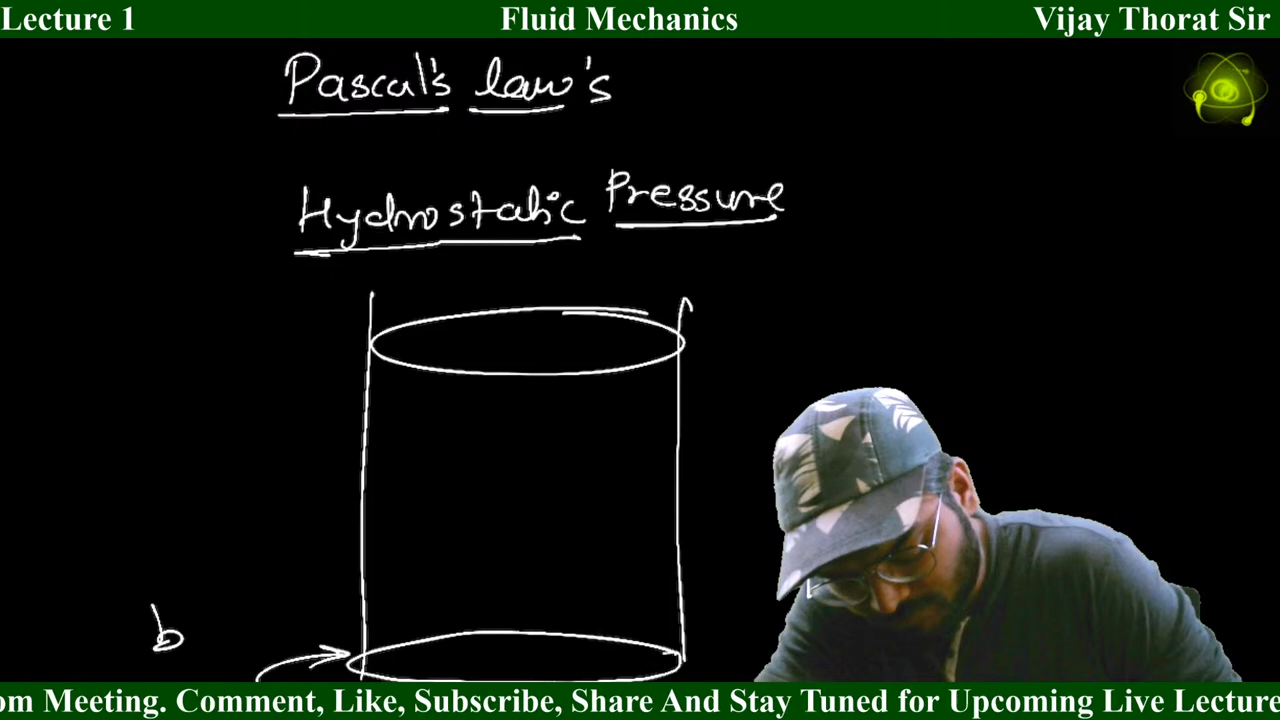 Lecture 1 Fluid Mechanics Vijay Thorat Sir
Pascal's law's
Hydrostatic Pressure
b
om Meeting. Comment, Like, Subscribe, Share And Stay Tuned for Upcoming Live Lecture